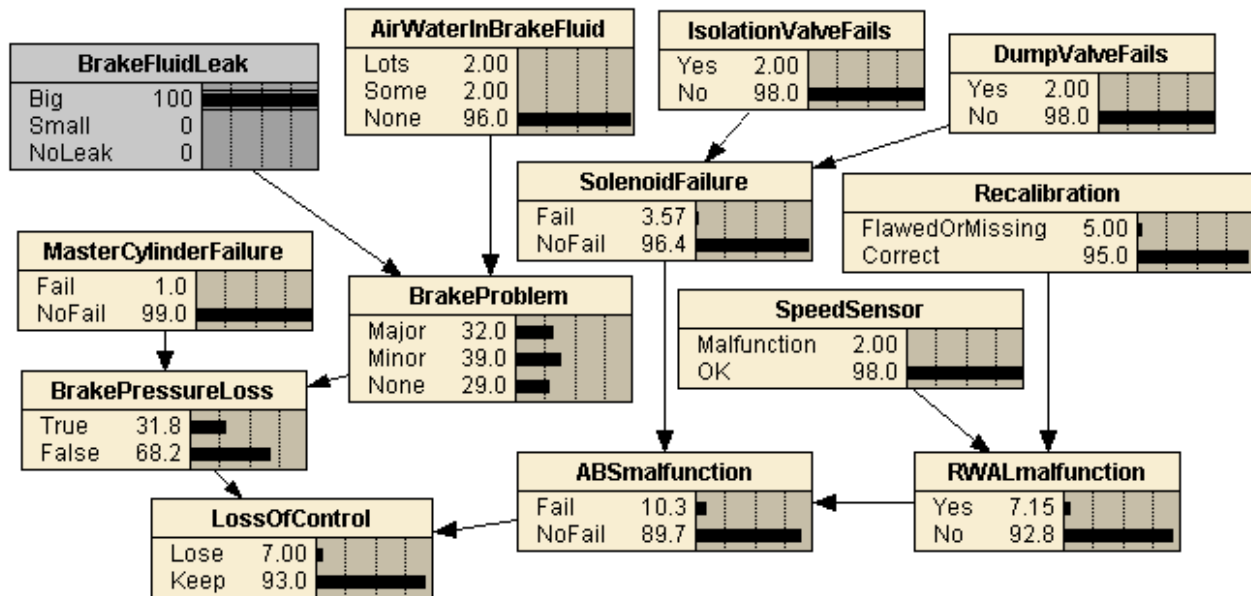 BrakeFluidLeak
Big 100
Small 0
NoLeak 0
AirWaterInBrakeFluid
Lots 2.00
Some 2.00
None 96.0
IsolationValveFails
Yes 2.00
No 98.0
DumpValveFails
Yes 2.00
No 98.0
SolenoidFailure
Fail 3.57
NoFail 96.4
Recalibration
FlawedOrMissing 5.00
Correct 95.0
MasterCylinderFailure
Fail 1.0
NoFail 99.0
BrakeProblem
Major 32.0
Minor 39.0
None 29.0
SpeedSensor
Malfunction 2.00
OK 98.0
BrakePressureLoss
True 31.8
False 68.2
ABSmalfunction
Fail 10.3
NoFail 89.7
RWALmalfunction
Yes 7.15
No 92.8
LossOfControl
Lose 7.00
Keep 93.0